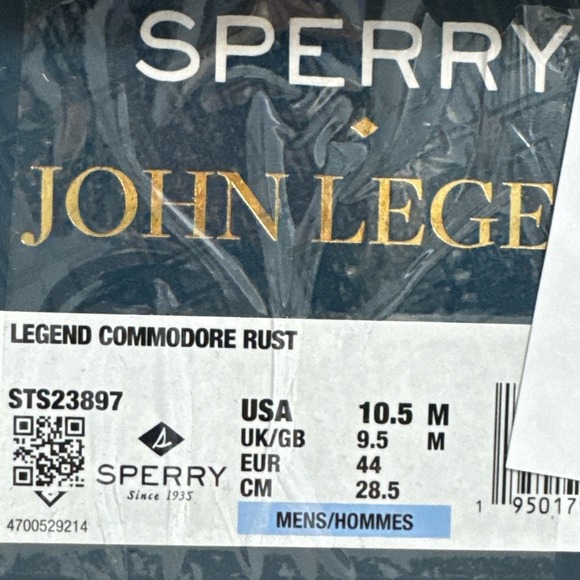 SPERRY
JOHN LEGE
LEGEND COMMODORE RUST
STS23897
USA 10.5 M
UK/GB 9.5 M
EUR 44
CM 28.5
SPERRY
Since 1935
MENS/HOMMES
4700529214
1 95017